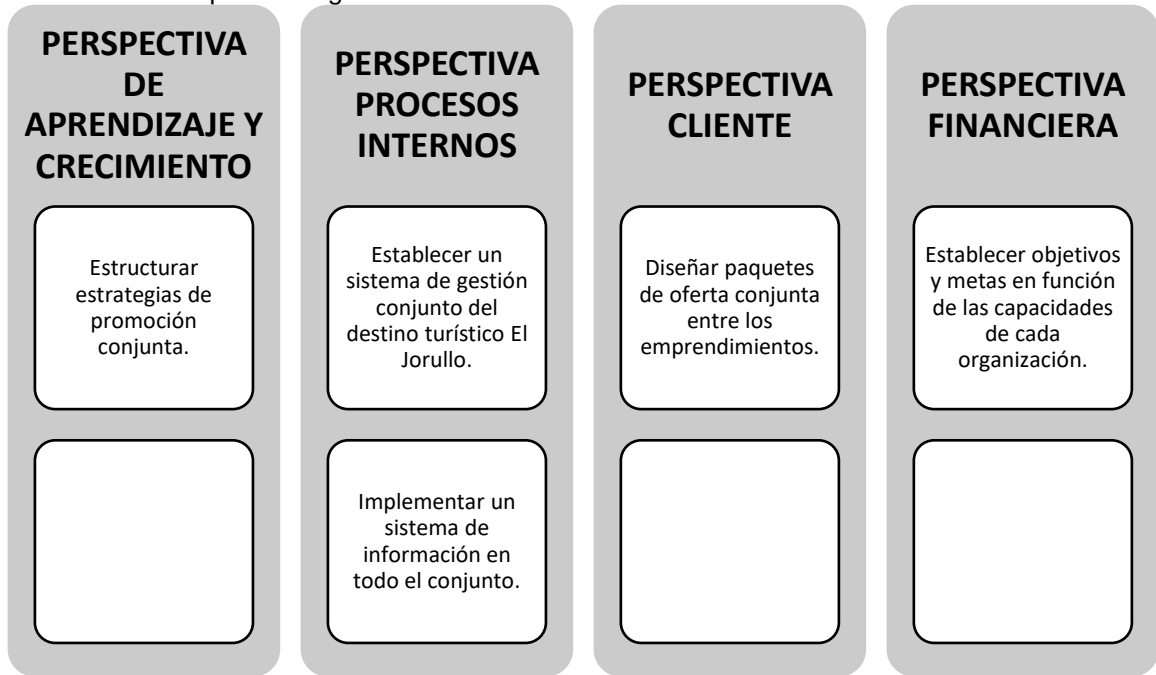 PERSPECTIVA
DE
APRENDIZAJE Y
CRECIMIENTO
Estructurar
estrategias de
promoción
conjunta.
PERSPECTIVA
PROCESOS
INTERNOS
Establecer un
sistema de gestión
conjunto del
destino turístico El
Jorullo.
Implementar un
sistema de
información en
todo el conjunto.
PERSPECTIVA
CLIENTE
Diseñar paquetes
de oferta conjunta
entre los
emprendimientos.
PERSPECTIVA
FINANCIERA
Establecer objetivos
y metas en función
de las capacidades
de cada
organización.